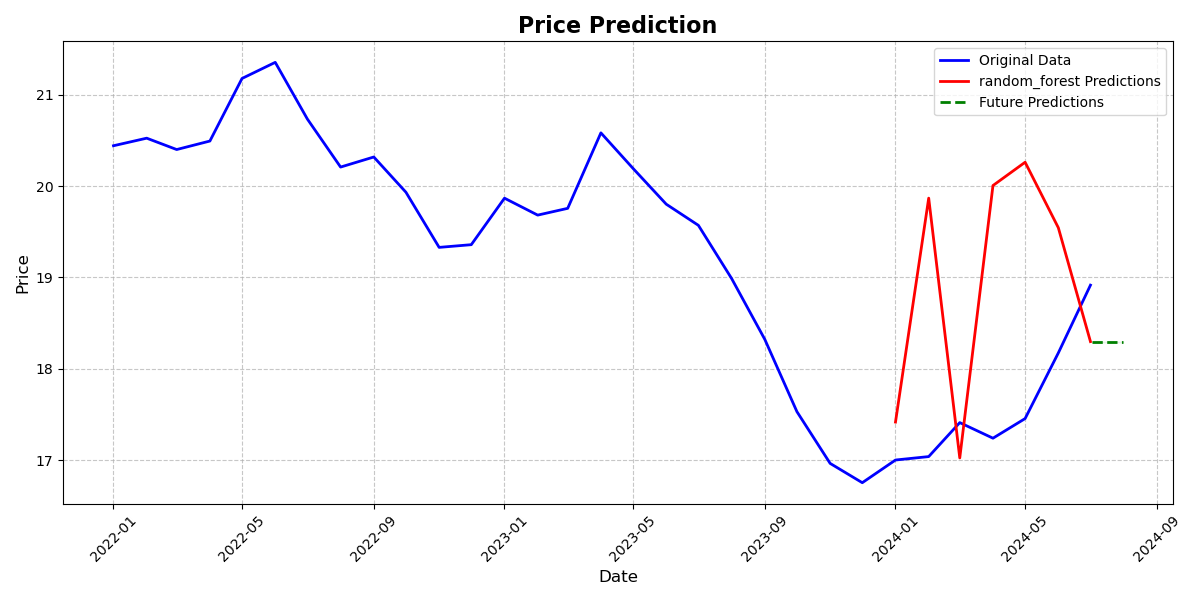 Price Prediction
Original Data
random_forest Predictions
Future Predictions
Price
21
20
19
18
17
2022-01
2022-05
2022-09
2023-01
2023-05
2023-09
2024-01
2024-05
2024-09
Date